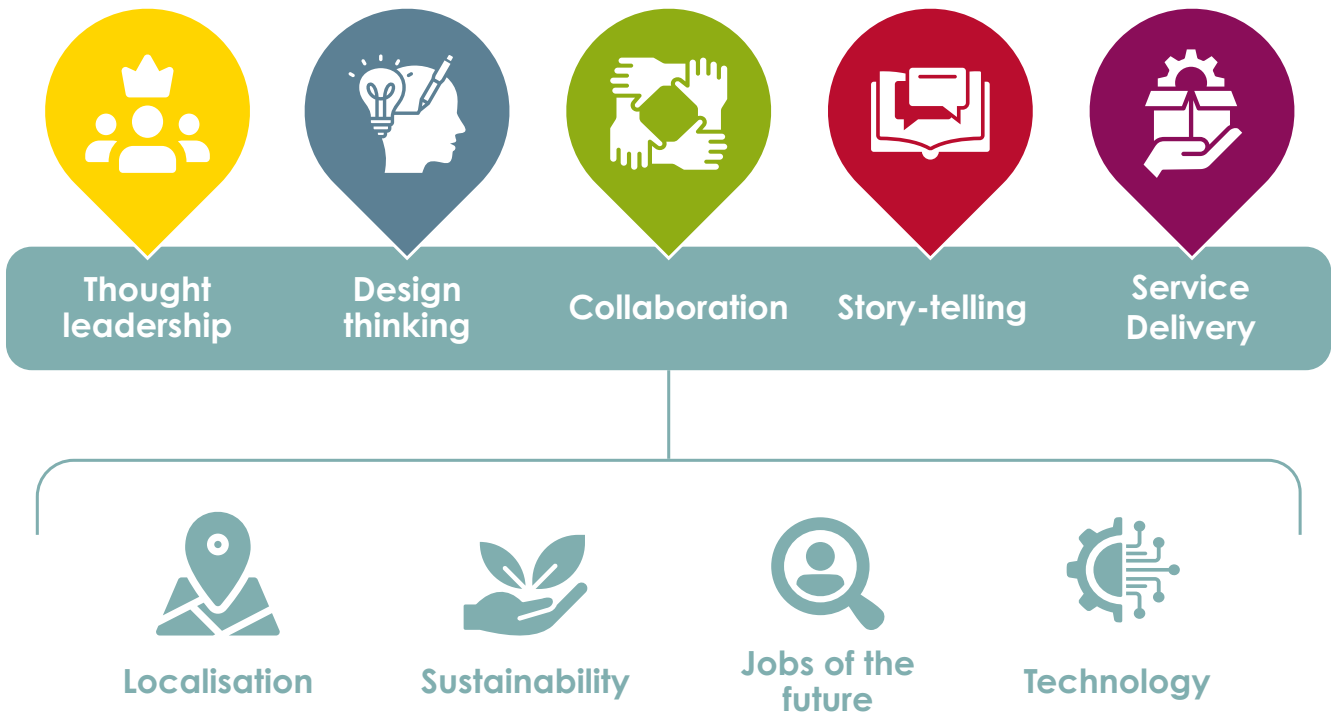 Thought
leadership
Design
thinking
Collaboration
Story-telling
Service
Delivery
Localisation
Sustainability
Jobs of the
future
Technology